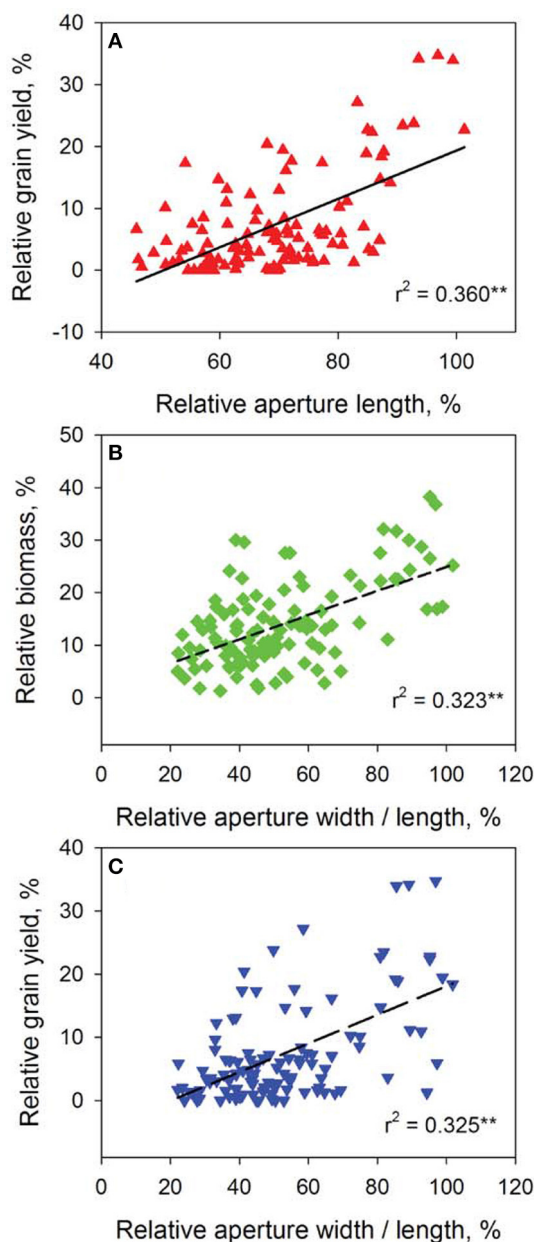 A
Relative grain yield, %
40
30
20
10
0
-10
r² = 0.360**
40 60 80 100
Relative aperture length, %
B
Relative biomass, %
50
40
30
20
10
0
r² = 0.323**
0 20 40 60 80 100 120
Relative aperture width / length, %
C
Relative grain yield, %
40
30
20
10
0
r² = 0.325**
0 20 40 60 80 100 120
Relative aperture width / length, %